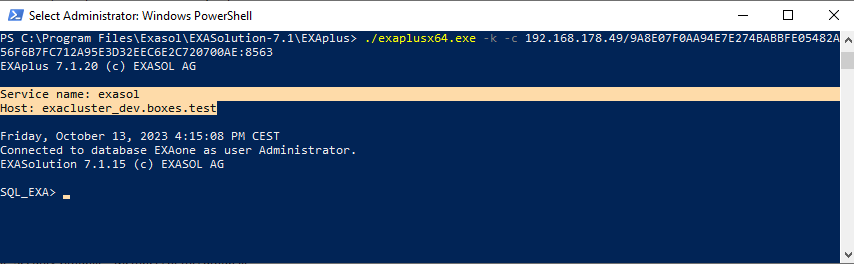 Select Administrator: Windows PowerShell
PS C:\Program Files\Exasol\EXASolution-7.1\EXAplus> ./exaplusx64.exe -k -c 192.168.178.49/9A8E07F0AA94E7E274BABBFE05482A
56F6B7FC712A95E3D32EEC6E2C720700AE:8563
EXAplus 7.1.20 (c) EXASOL AG
Service name: exasol
Host: exacluster_dev.boxes.test
Friday, October 13, 2023 4:15:08 PM CEST
Connected to database EXAone as user Administrator.
EXASolution 7.1.15 (c) EXASOL AG
SQL_EXA>